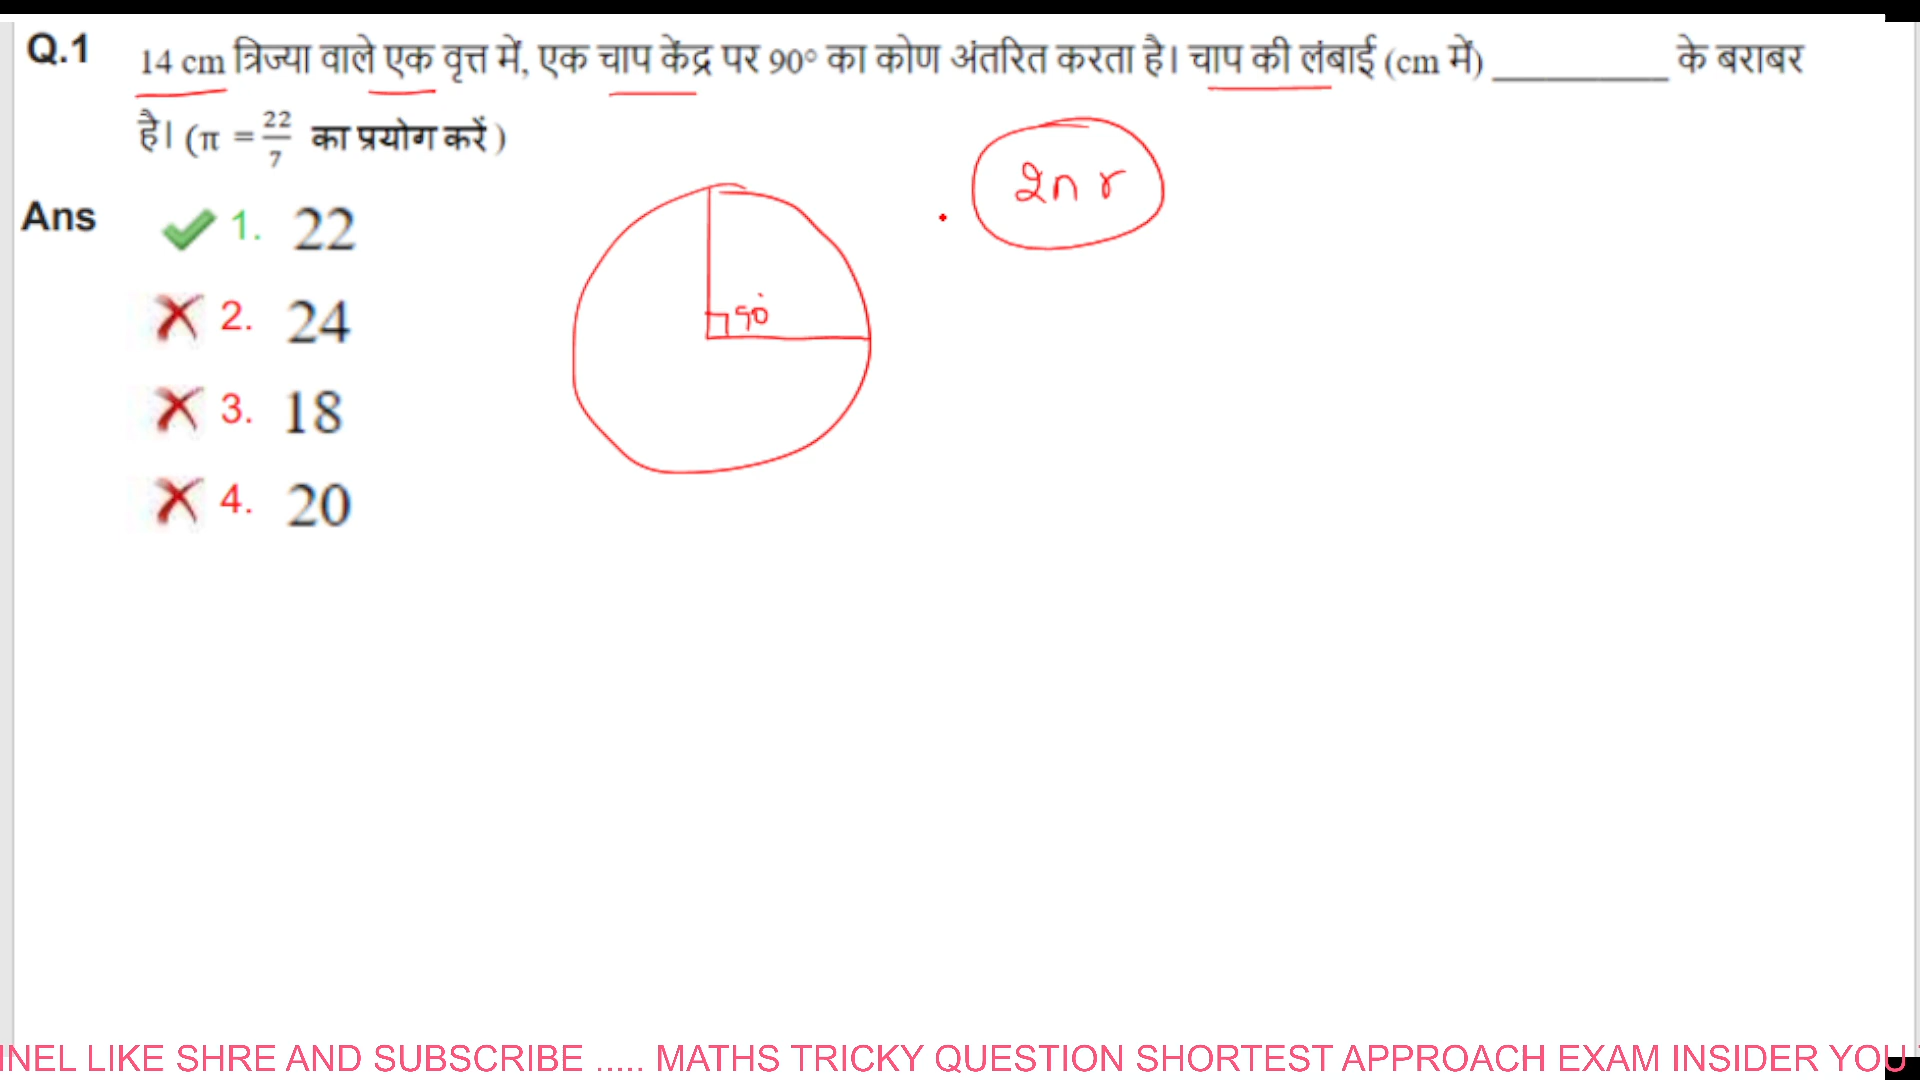 Q.1 14 cm त्रिज्या वाले एक वृत्त में, एक चाप केंद्र पर 90° का कोण अंतरित करता है। चाप की लंबाई (cm में) __________ के बराबर
है। (π = 22/7 का प्रयोग करें )
2π r
Ans 1. 22
90°
2. 24
3. 18
4. 20
NEL LIKE SHRE AND SUBSCRIBE ..... MATHS TRICKY QUESTION SHORTEST APPROACH EXAM INSIDER YOU